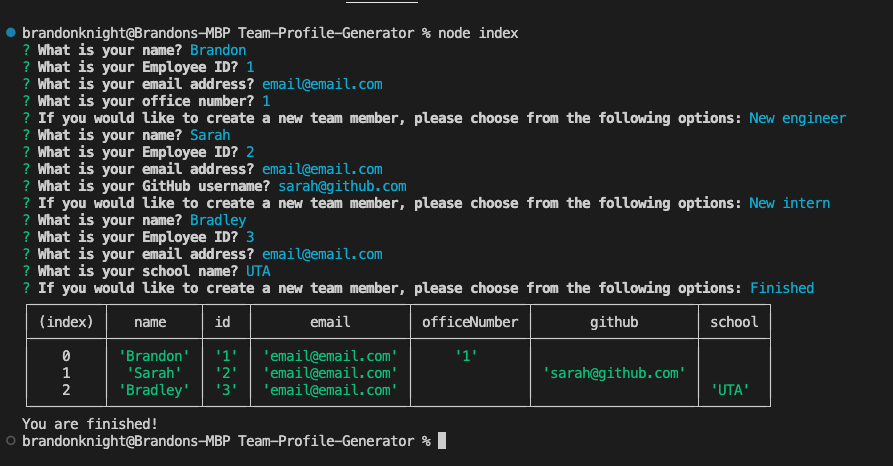 brandonknight@Brandons-MBP Team-Profile-Generator % node index
? What is your name? Brandon
? What is your Employee ID? 1
? What is your email address? email@email.com
? What is your office number? 1
? If you would like to create a new team member, please choose from the following options: New engineer
? What is your name? Sarah
? What is your Employee ID? 2
? What is your email address? email@email.com
? What is your GitHub username? sarah@github.com
? If you would like to create a new team member, please choose from the following options: New intern
? What is your name? Bradley
? What is your Employee ID? 3
? What is your email address? email@email.com
? What is your school name? UTA
? If you would like to create a new team member, please choose from the following options: Finished
(index) name id email officeNumber github school
0 'Brandon' '1' 'email@email.com' '1'
1 'Sarah' '2' 'email@email.com' 'sarah@github.com'
2 'Bradley' '3' 'email@email.com' 'UTA'
You are finished!
brandonknight@Brandons-MBP Team-Profile-Generator %